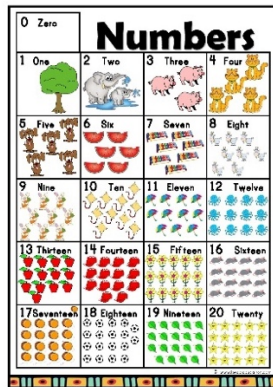 0 Zero
Numbers
1 One
2 Two
3 Three
4 Four
5 Five
6 Six
7 Seven
8 Eight
9 Nine
10 Ten
11 Eleven
12 Twelve
13 Thirteen
14 Fourteen
15 Fifteen
16 Sixteen
17 Seventeen
18 Eighteen
19 Nineteen
20 Twenty